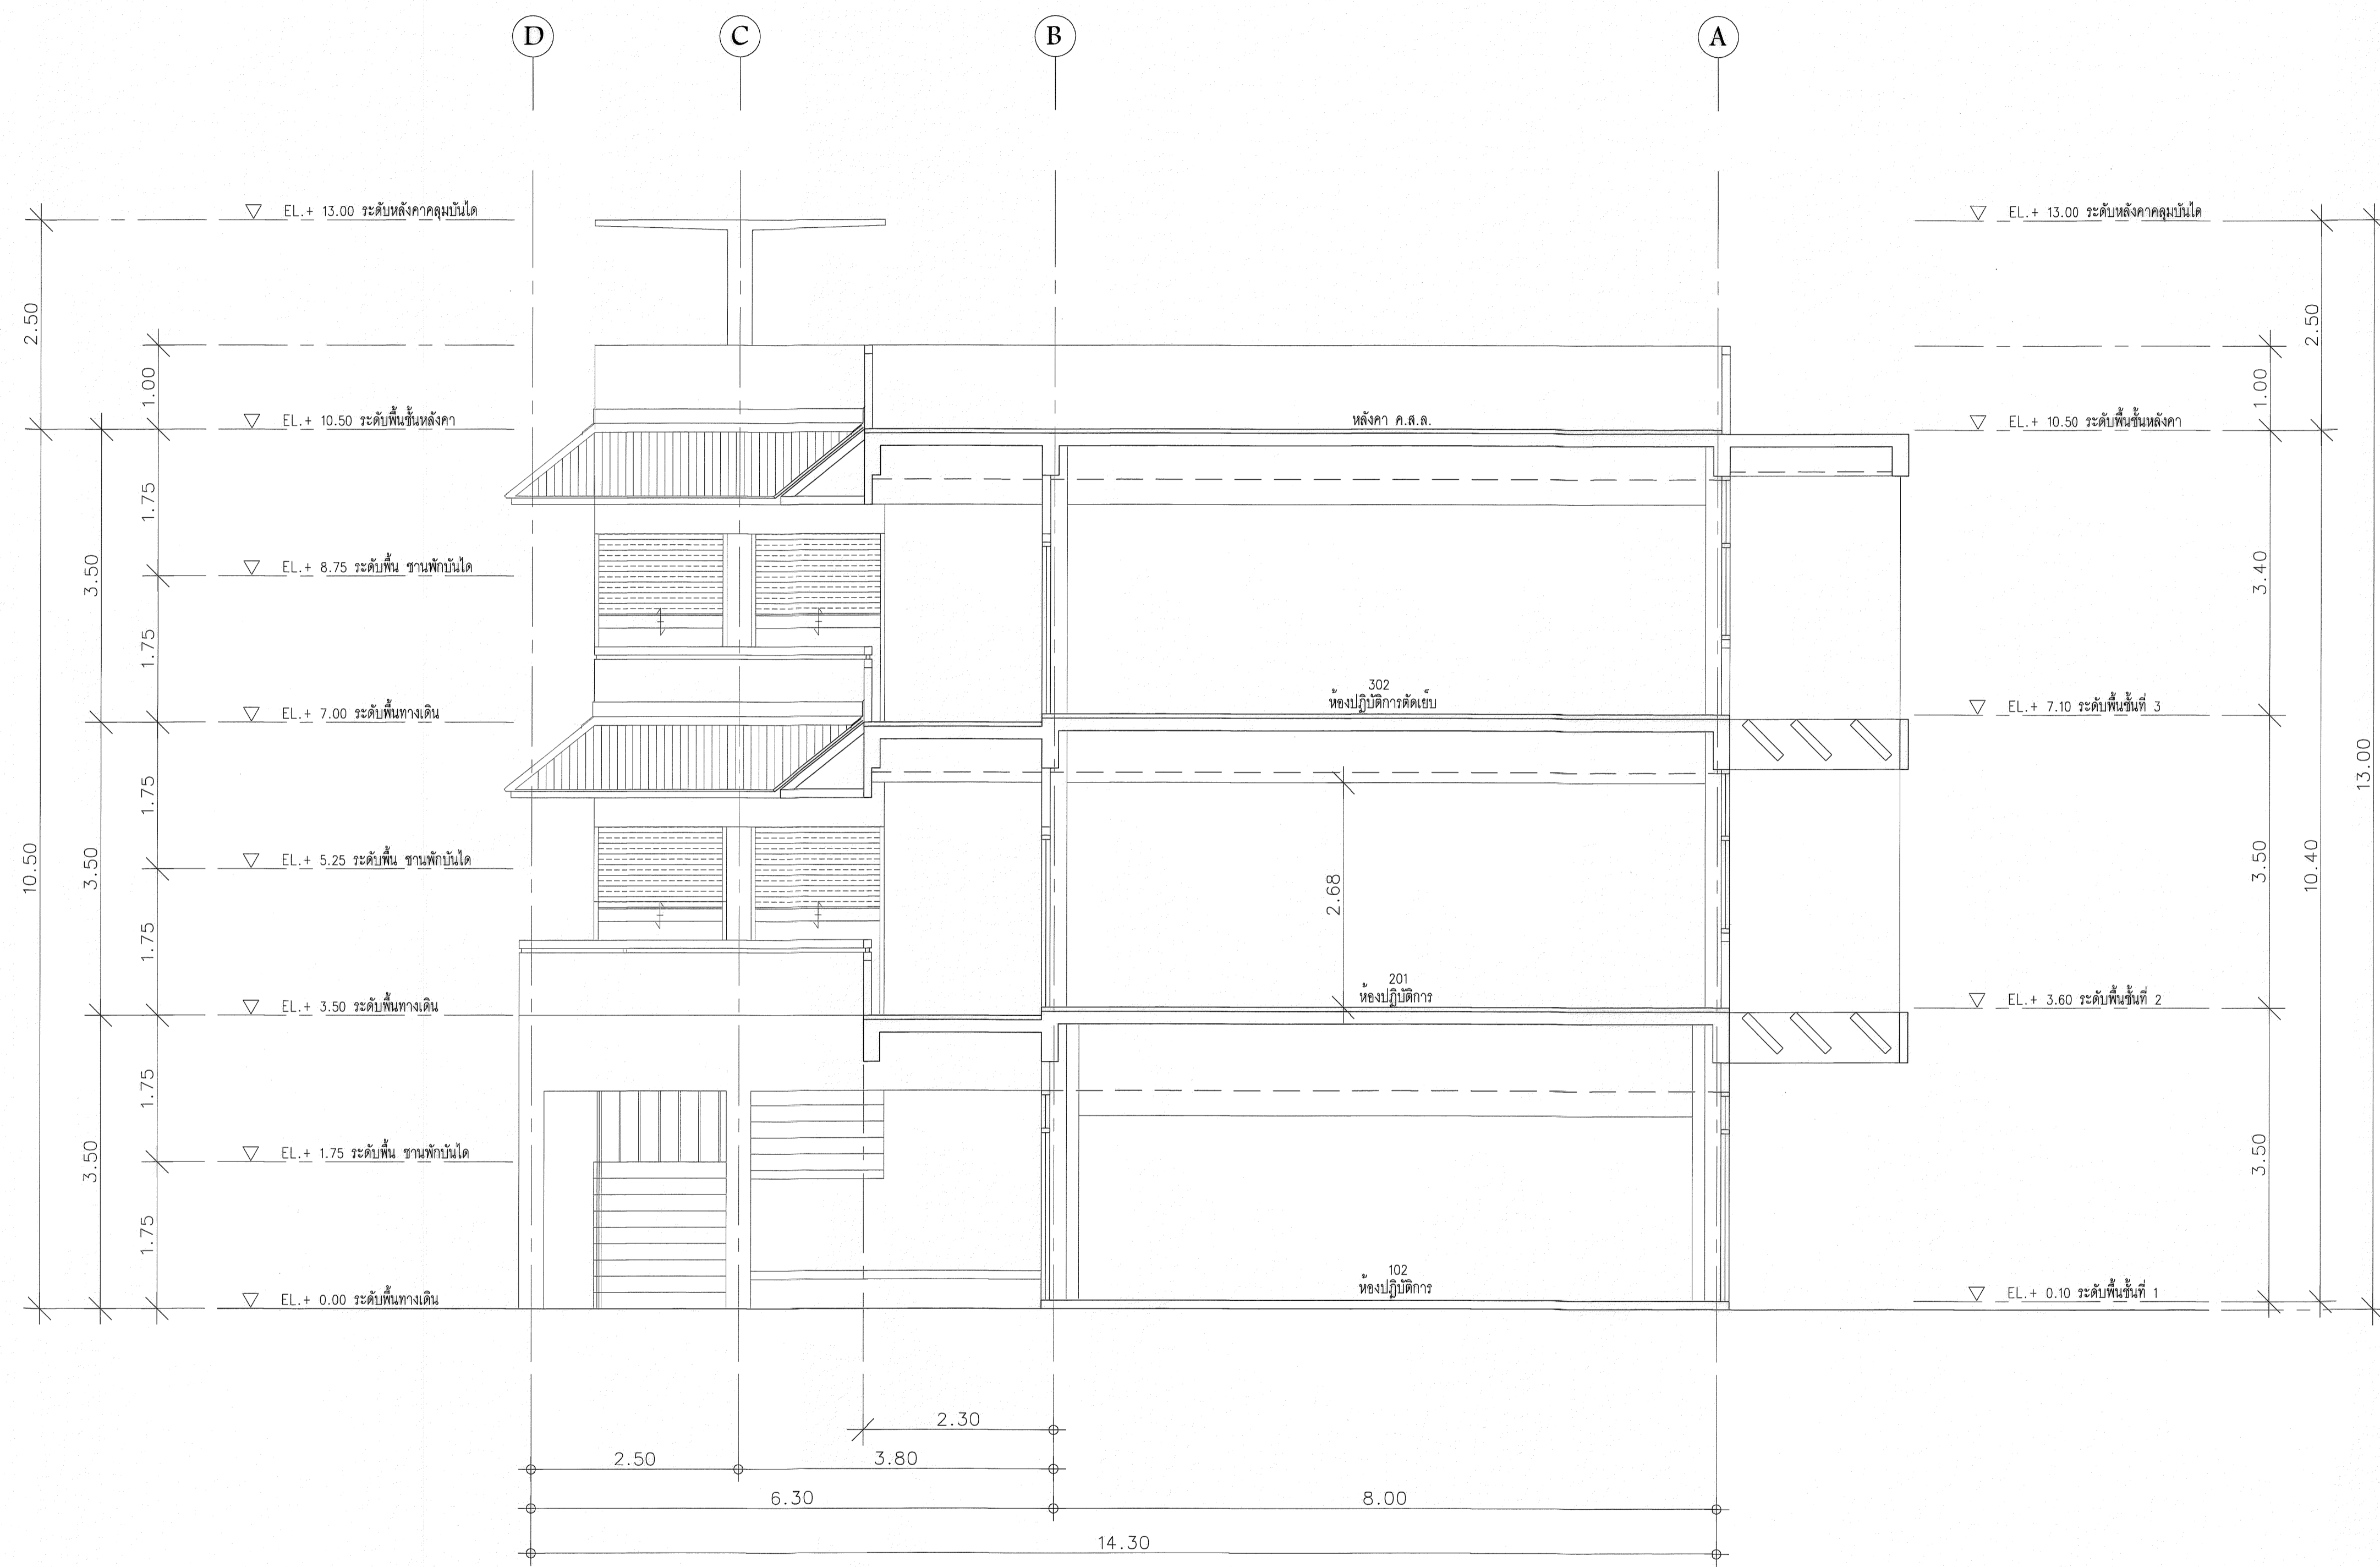 D
C
B
A
EL.+ 13.00 ระดับหลังคาคลุมบันได
EL.+ 13.00 ระดับหลังคาคลุมบันได
2.50
2.50
1.00
1.00
EL.+ 10.50 ระดับพื้นชั้นหลังคา
หลังคา ค.ส.ล.
EL.+ 10.50 ระดับพื้นชั้นหลังคา
1.75
3.50
EL.+ 8.75 ระดับพื้น ชานพักบันได
3.40
1.75
302
ห้องปฏิบัติการตัดเย็บ
EL.+ 7.00 ระดับพื้นทางเดิน
EL.+ 7.10 ระดับพื้นชั้นที่ 3
13.00
1.75
10.50
3.50
EL.+ 5.25 ระดับพื้น ชานพักบันได
2.68
3.50
10.40
1.75
201
ห้องปฏิบัติการ
EL.+ 3.50 ระดับพื้นทางเดิน
EL.+ 3.60 ระดับพื้นชั้นที่ 2
1.75
3.50
EL.+ 1.75 ระดับพื้น ชานพักบันได
3.50
1.75
102
ห้องปฏิบัติการ
EL.+ 0.00 ระดับพื้นทางเดิน
EL.+ 0.10 ระดับพื้นชั้นที่ 1
2.30
2.50
3.80
6.30
8.00
14.30